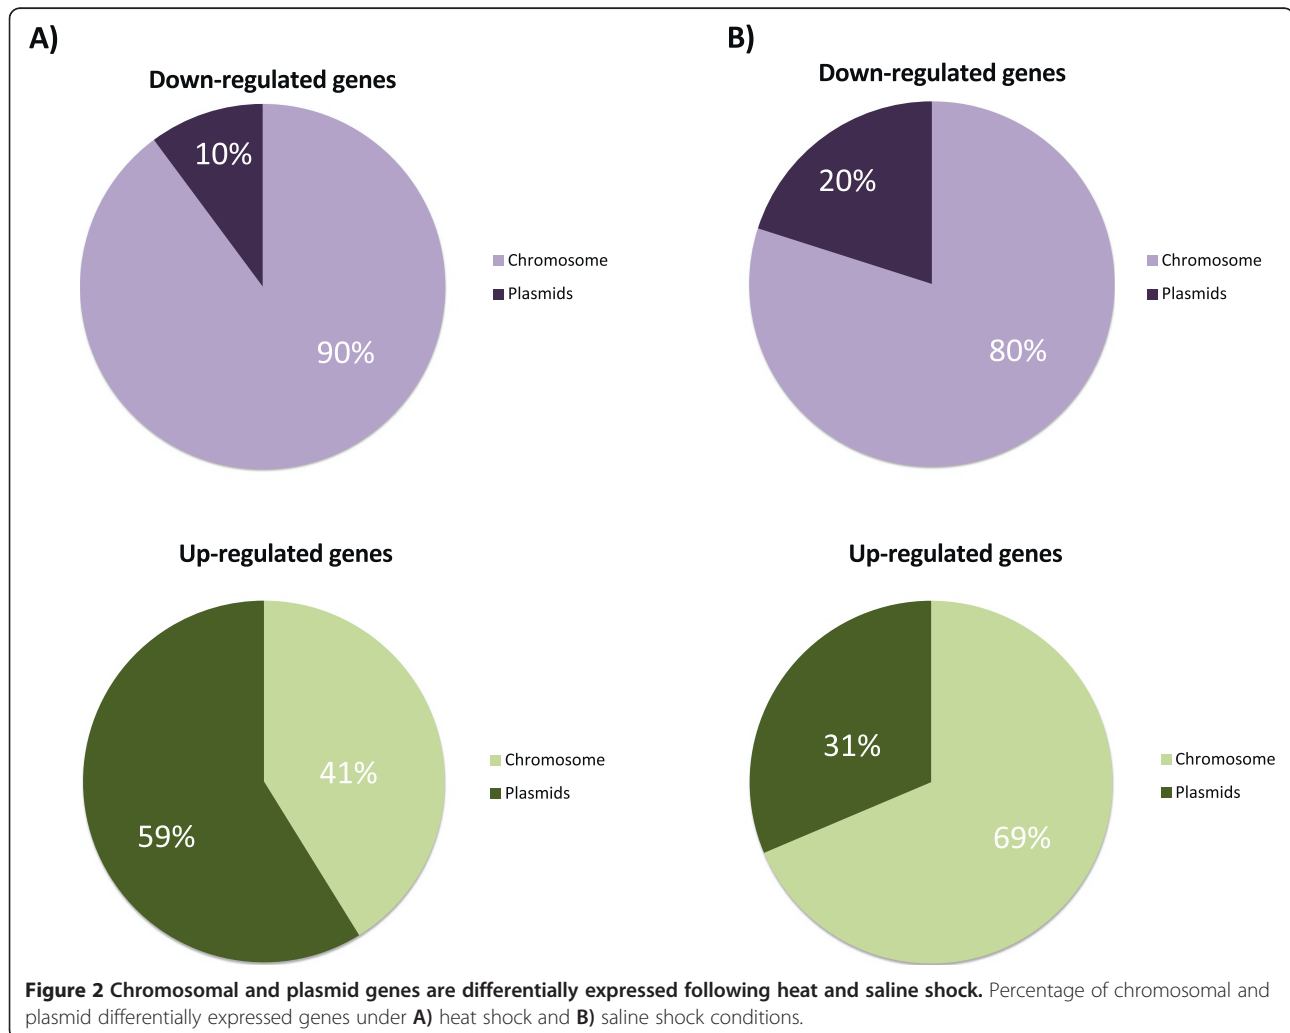 A)
Down-regulated genes
10%
90%
Chromosome
Plasmids
B)
Down-regulated genes
20%
80%
Chromosome
Plasmids
Up-regulated genes
41%
59%
Chromosome
Plasmids
Up-regulated genes
31%
69%
Chromosome
Plasmids
Figure 2 Chromosomal and plasmid genes are differentially expressed following heat and saline shock. Percentage of chromosomal and
plasmid differentially expressed genes under A) heat shock and B) saline shock conditions.